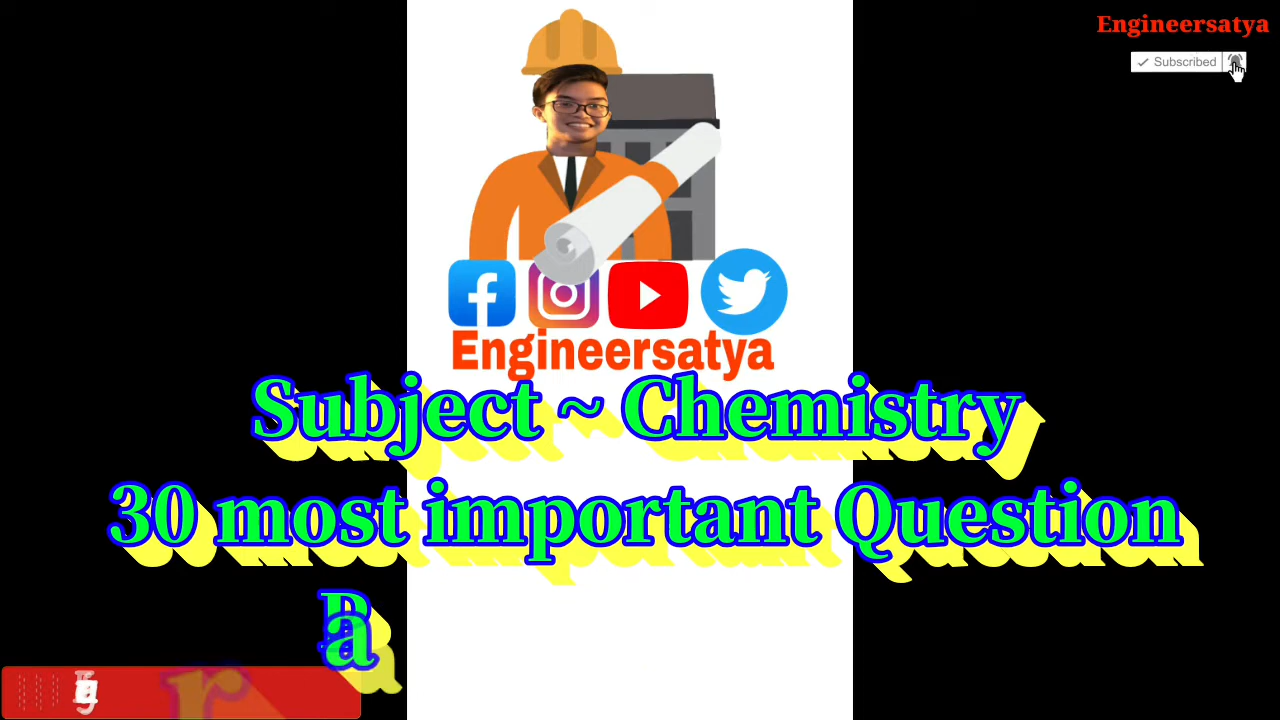 Engineersatya
Subscribed
Engineersatya
Subject ~ Chemistry
30 most important Question